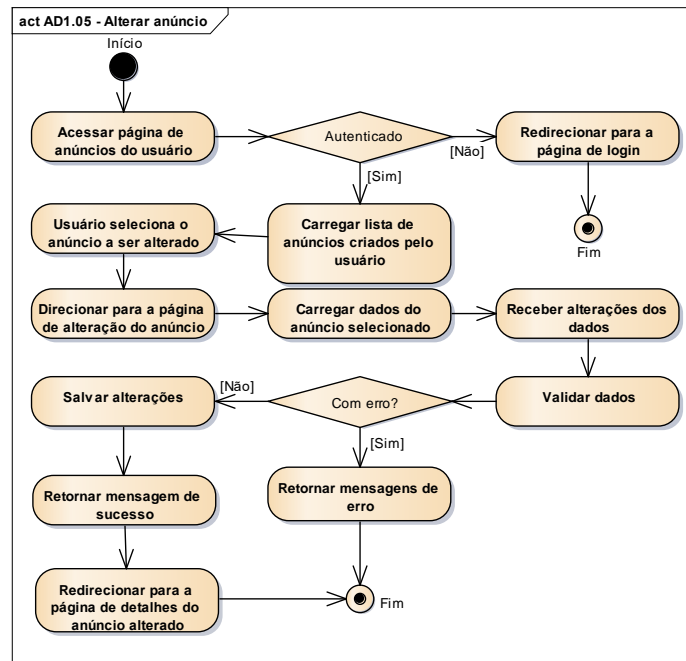 act AD1.05 - Alterar anúncio
Início
Acessar página de
anúncios do usuário
Autenticado
[Não]
Redirecionar para a
página de login
[Sim]
Fim
Usuário seleciona o
anúncio a ser alterado
Carregar lista de
anúncios criados pelo
usuário
Direcionar para a página
de alteração do anúncio
Carregar dados do
anúncio selecionado
Receber alterações dos
dados
Salvar alterações
[Não]
Com erro?
Validar dados
[Sim]
Retornar mensagem de
sucesso
Retornar mensagens de
erro
Redirecionar para a
página de detalhes do
anúncio alterado
Fim